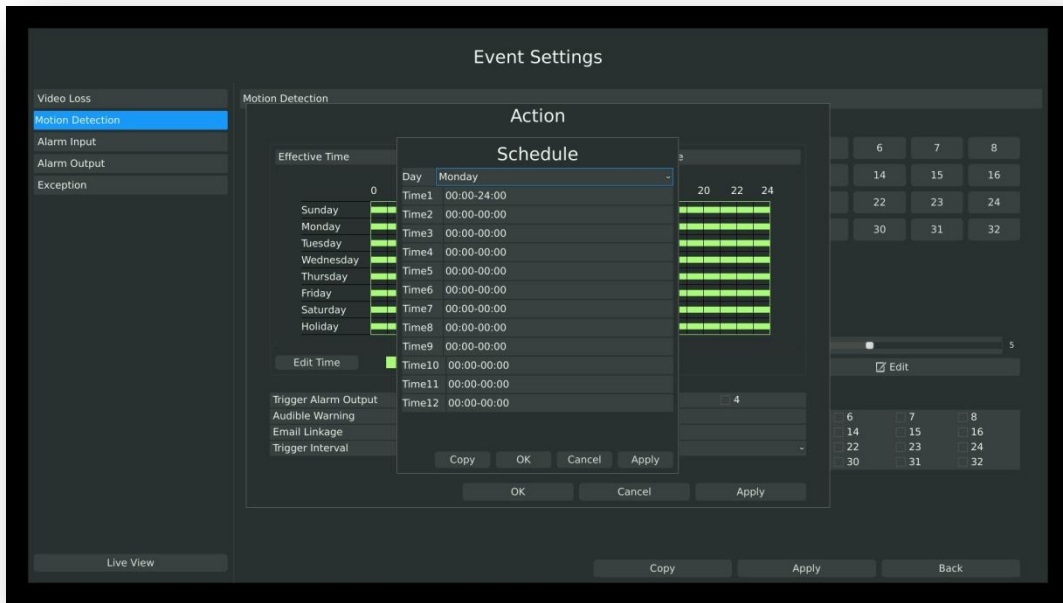 Event Settings
Video Loss
Motion Detection
Alarm Input
Alarm Output
Exception
Live View
Motion Detection
Action
Effective Time
0 20 22 24
Sunday
Monday
Tuesday
Wednesday
Thursday
Friday
Saturday
Holiday
Edit Time
Trigger Alarm Output 4
Audible Warning
Email Linkage
Trigger Interval
OK Cancel Apply
Schedule
Day Monday
Time1 00:00-24:00
Time2 00:00-00:00
Time3 00:00-00:00
Time4 00:00-00:00
Time5 00:00-00:00
Time6 00:00-00:00
Time7 00:00-00:00
Time8 00:00-00:00
Time9 00:00-00:00
Time10 00:00-00:00
Time11 00:00-00:00
Time12 00:00-00:00
Copy OK Cancel Apply
6 7 8
14 15 16
22 23 24
30 31 32
5
Edit
6 7 8
14 15 16
22 23 24
30 31 32
Copy Apply Back